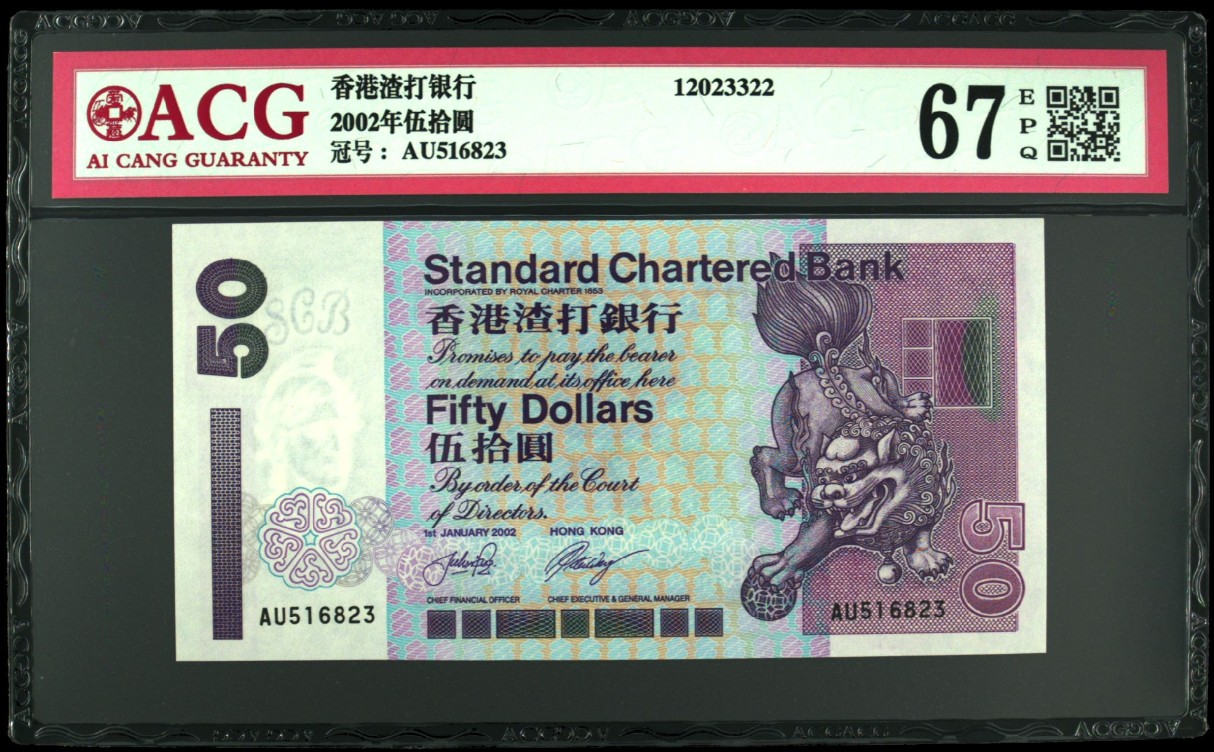 ACG
AI CANG GUARANTY
香港渣打银行
2002年伍拾圆
冠号：AU516823
12023322
67
EPQ
50
SCB
Standard Chartered Bank
INCORPORATED BY ROYAL CHARTER 1853
香港渣打銀行
Promises to pay the bearer
on demand at its office here
Fifty Dollars
伍拾圓
By order of the Court
of Directors.
1st JANUARY 2002 HONG KONG
CHIEF FINANCIAL OFFICER CHIEF EXECUTIVE & GENERAL MANAGER
AU516823
AU516823
50